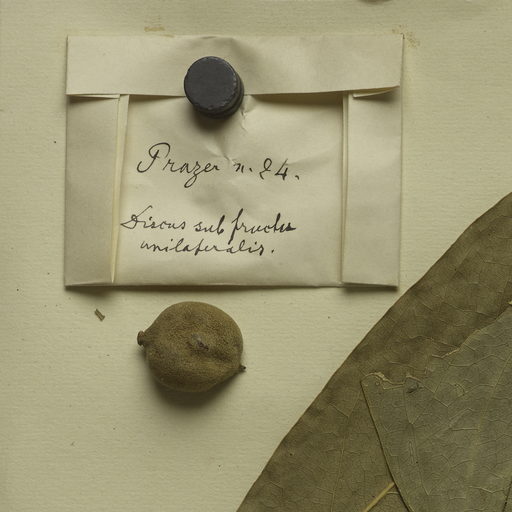 Prazer n. 24.
Discus sub fructu
unilateralis.